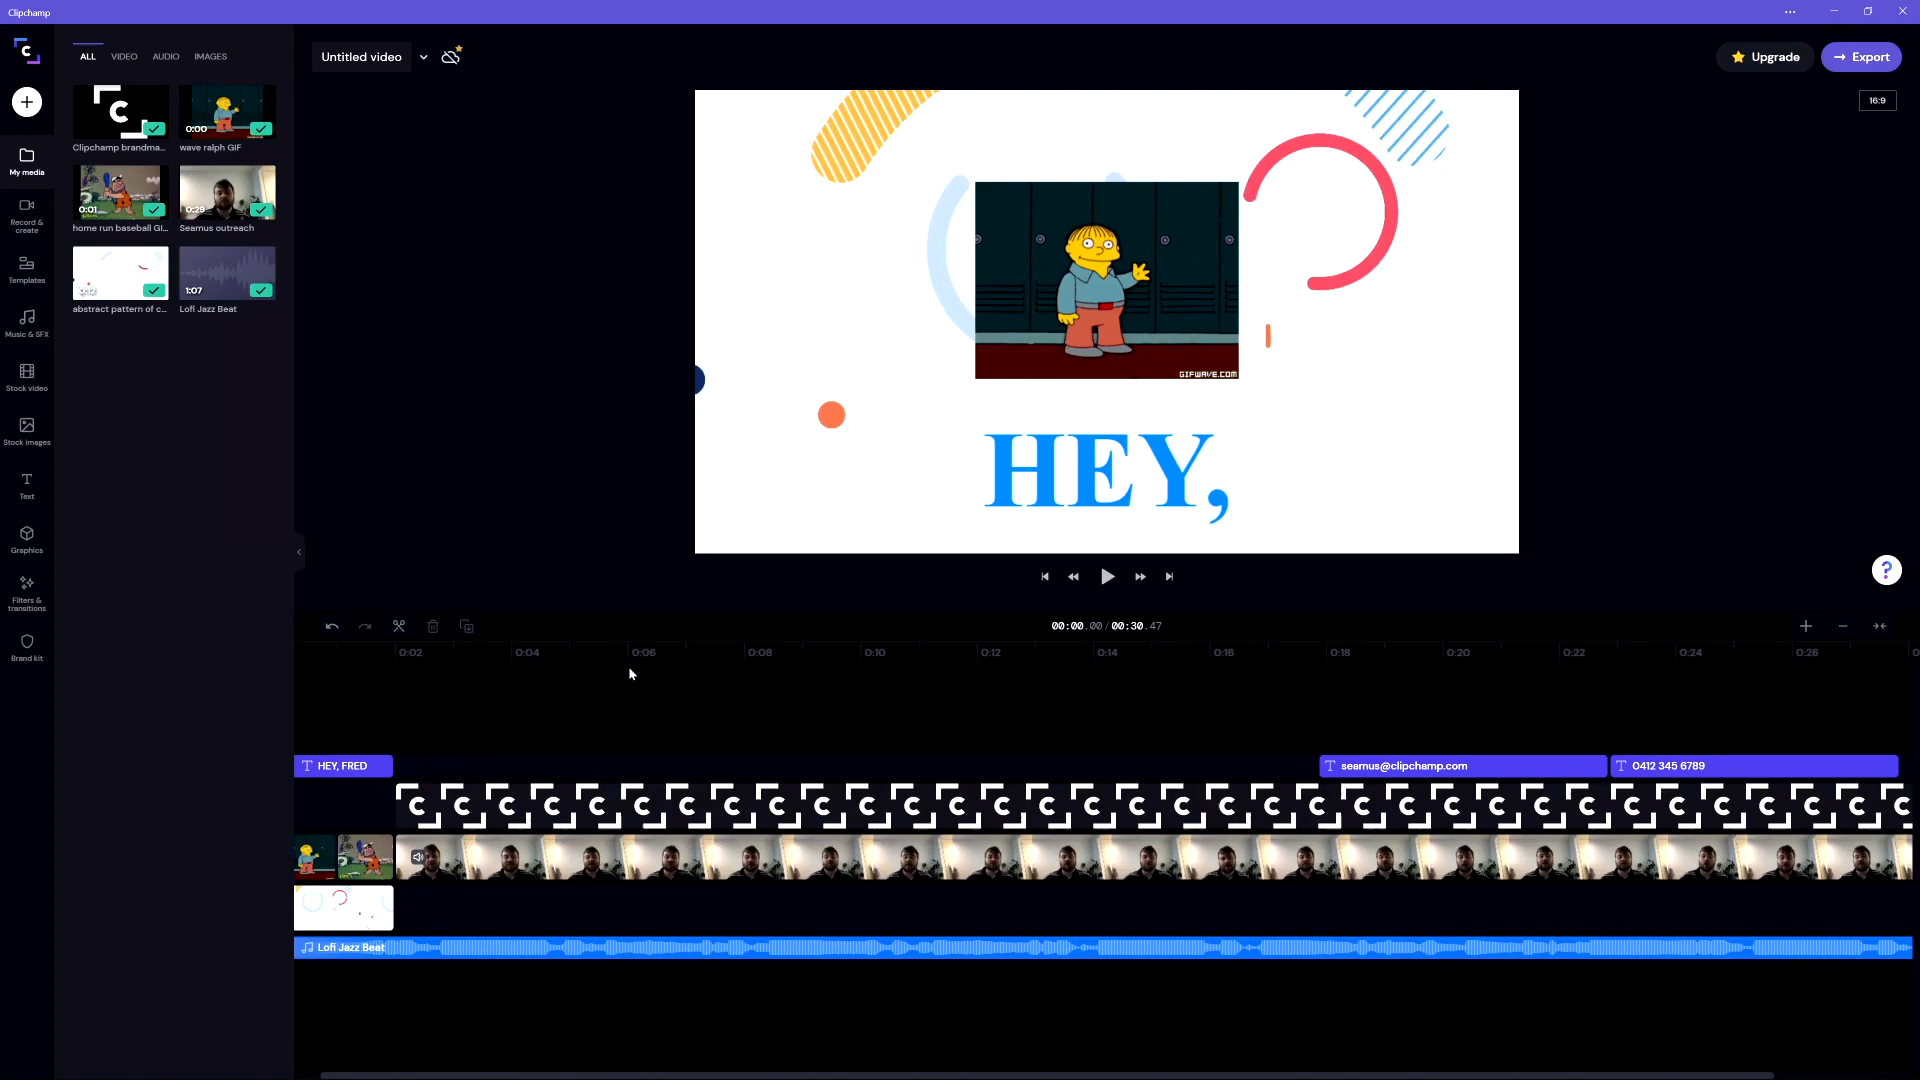 Clipchamp
ALL VIDEO AUDIO IMAGES
Untitled video
Upgrade
Export
16:9
Clipchamp brandma...
0:00
wave ralph GIF
My media
0:01
home run baseball GI...
0:29
Seamus outreach
Record & create
0:12
abstract pattern of c...
1:07
Lofi Jazz Beat
Templates
Music & SFX
Stock video
Stock images
Text
Graphics
Filters & transitions
Brand kit
GIFWAVE.COM
HEY,
?
00:00.00 / 00:30.47
0:02 0:04 0:06 0:08 0:10 0:12 0:14 0:16 0:18 0:20 0:22 0:24 0:26
HEY, FRED
seamus@clipchamp.com
0412 345 6789
Lofi Jazz Beat